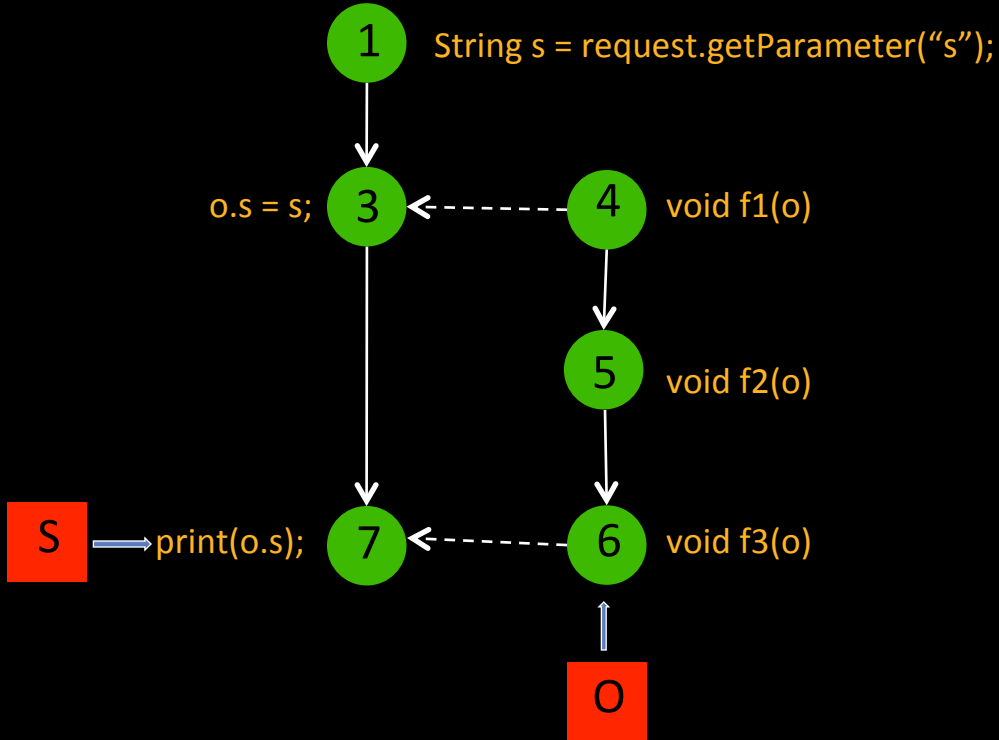 1 String s = request.getParameter(“s”);
o.s = s; 3 4 void f1(o)
5 void f2(o)
S print(o.s); 7 6 void f3(o)
O